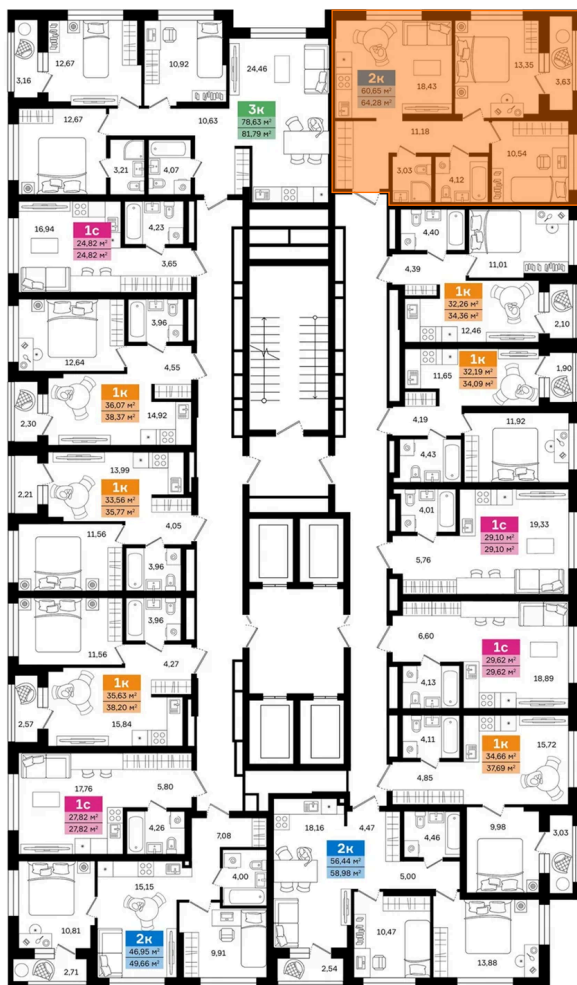 3,16
12,67
10,92
24,46
3к
78,63 м²
81,79 м²
12,67
10,63
3,21
4,07
2к
60,65 м²
64,28 м²
18,43
13,35
3,63
11,18
3,03
4,12
10,54
16,94
1с
24,82 м²
24,82 м²
4,23
3,65
4,40
11,01
4,39
1к
32,26 м²
34,36 м²
12,46
2,10
12,64
3,96
4,55
1к
36,07 м²
38,37 м²
14,92
2,30
11,65
1к
32,19 м²
34,09 м²
1,90
4,19
11,92
4,43
13,99
2,21
1к
33,56 м²
35,77 м²
4,05
11,56
3,96
4,01
1с
29,10 м²
29,10 м²
19,33
5,76
3,96
11,56
4,27
1к
35,63 м²
38,20 м²
2,57
15,84
6,60
1с
29,62 м²
29,62 м²
4,13
18,89
4,11
1к
34,66 м²
37,69 м²
15,72
4,85
17,76
5,80
1с
27,82 м²
27,82 м²
4,26
7,08
18,16
4,47
2к
56,44 м²
58,98 м²
4,46
9,98
3,03
5,00
15,15
4,00
10,81
2к
46,95 м²
49,66 м²
2,71
9,91
2,54
10,47
13,88